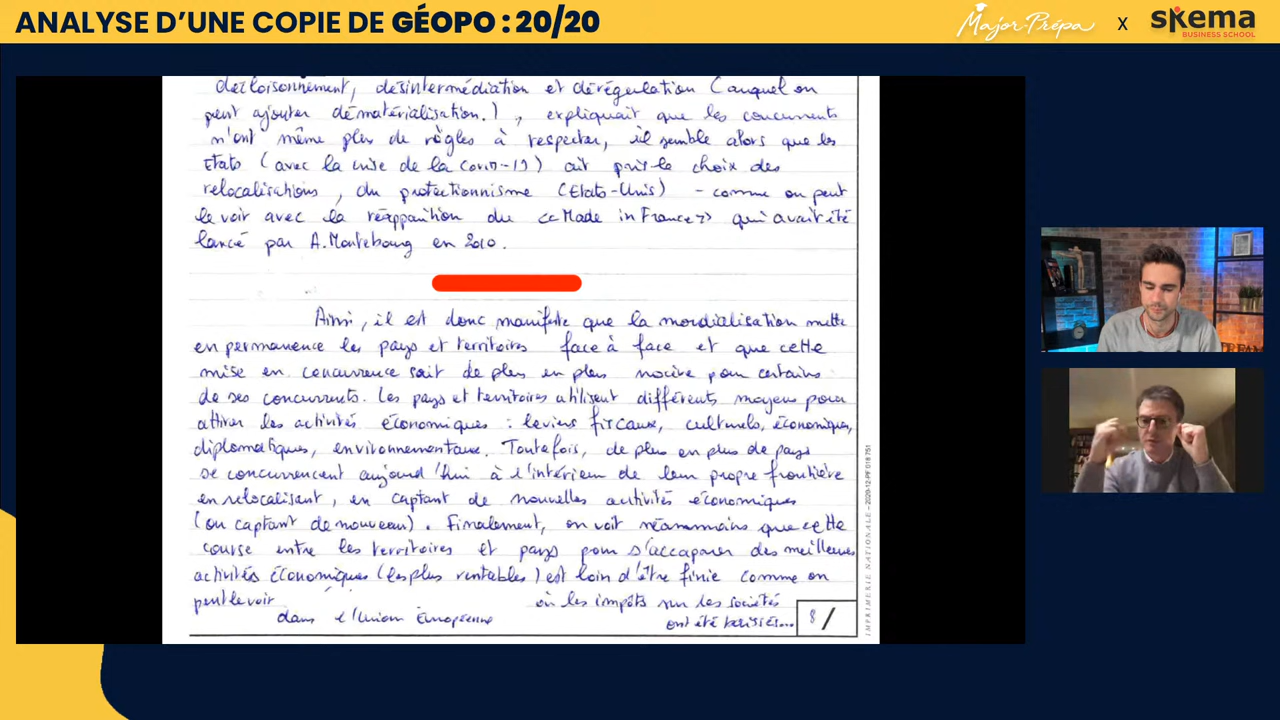 ANALYSE D'UNE COPIE DE GÉOPO : 20/20
Major-Prépa x skema
BUSINESS SCHOOL
décloisonnement, désintermédiation et dérégulation (auquel on
peut ajouter dématérialisation.), expliquait que les concurrents
n'ont même plus de règles à respecter, il semble alors que les
Etats (avec la crise de la Covid-19) ait pris le choix des
relocalisations, du protectionnisme (Etats-Unis) - comme on peut
le voir avec la réapparition du <<Made in France>> qui avait été
lancé par A.Montebourg en 2010.
Ainsi, il est donc manifeste que la mondialisation mette
en permanence les pays et territoires face à face et que cette
mise en concurrence soit de plus en plus nocive pour certains
de ses concurrents. Les pays et territoires utilisent différents moyens pour
attirer les activités économiques : leviers fiscaux, culturels, économiques,
diplomatiques, environnementaux. Toutefois, de plus en plus de pays
se concurrencent aujourd'hui à l'intérieur de leur propre frontière
en relocalisant, en captant de nouvelles activités économiques
(ou captant de nouveau). Finalement, on voit néanmoins que cette
course entre les territoires et pays pour s'accaparer des meilleures
activités économiques (les plus rentables) est loin d'être finie comme on
peut le voir où les impôts sur les sociétés
dans l'Union Européenne ont été baissés...
8/
IMPRIMERIE NATIONALE – 2020-12-PF 018 751